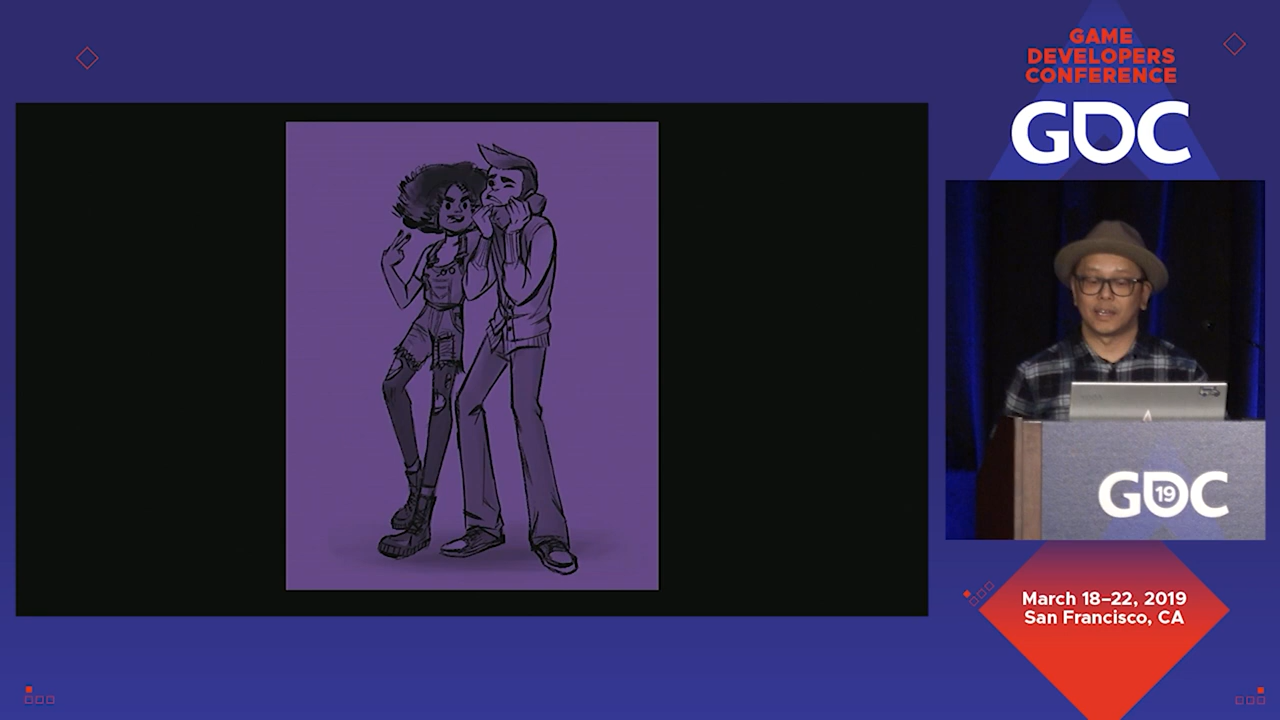 GAME
DEVELOPERS
CONFERENCE
GDC
GDC
19
March 18–22, 2019
San Francisco, CA